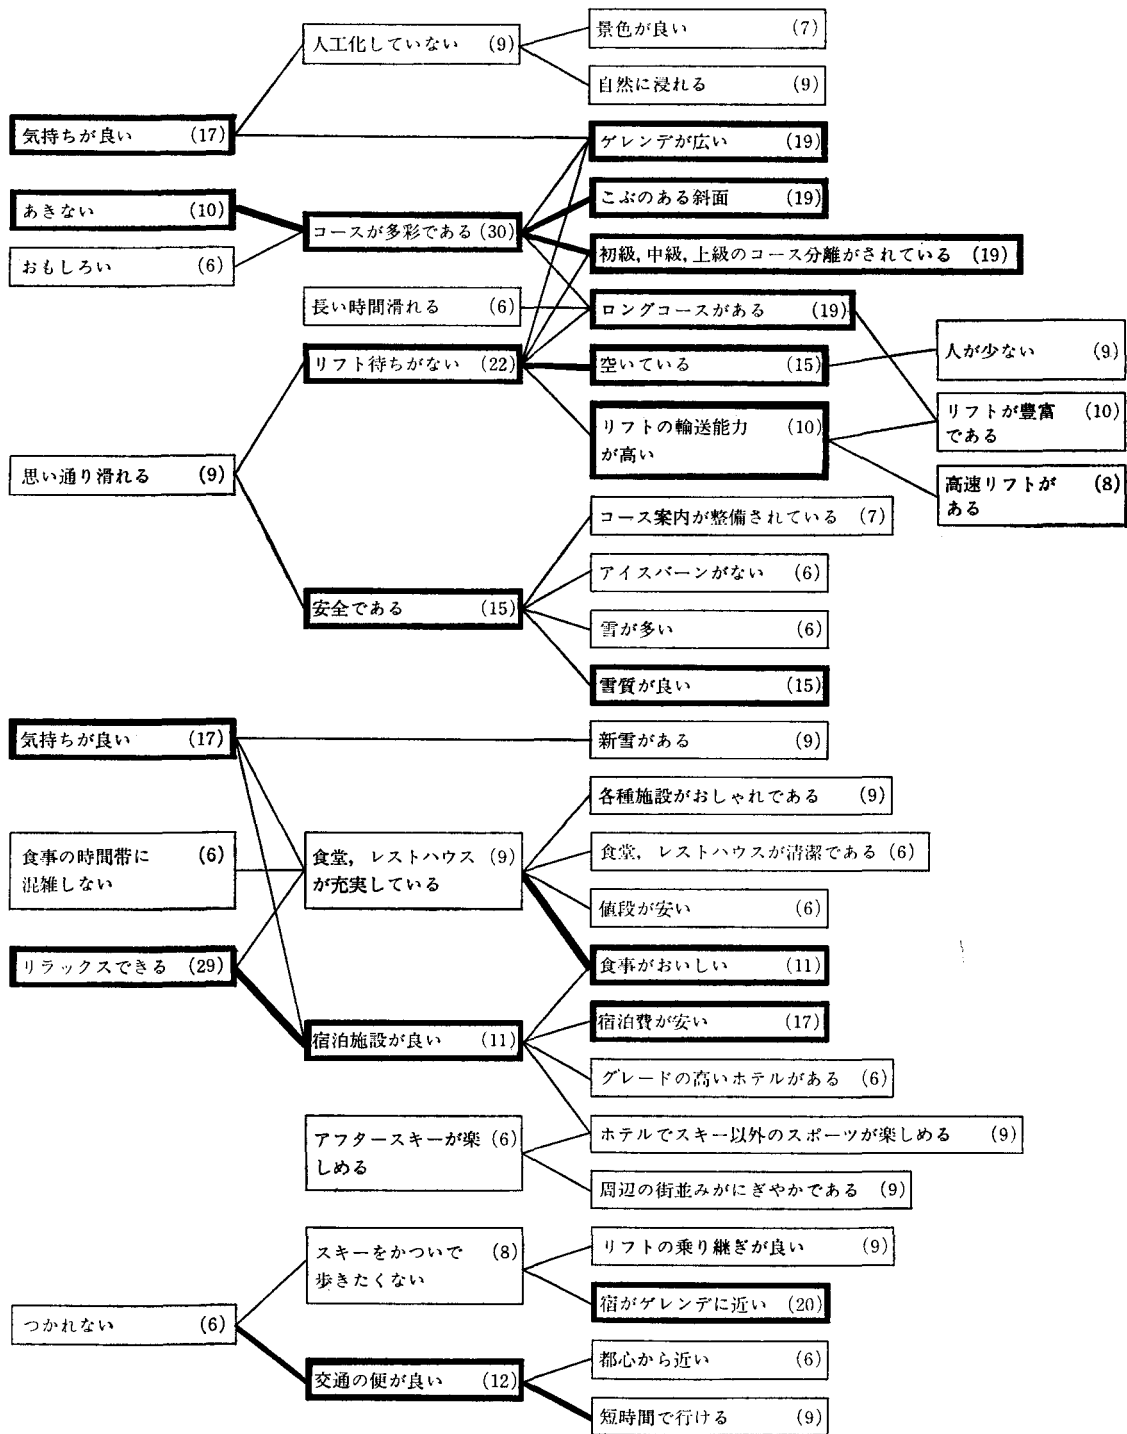 人工化していない (9)
景色が良い (7)
自然に浸れる (9)
気持ちが良い (17)
ゲレンデが広い (19)
あきない (10)
こぶのある斜面 (19)
コースが多彩である (30)
おもしろい (6)
初級, 中級, 上級のコース分離がされている (19)
長い時間滑れる (6)
ロングコースがある (19)
リフト待ちがない (22)
空いている (15)
人が少ない (9)
リフトの輸送能力 (10)
が高い
リフトが豊富 (10)
である
思い通り滑れる (9)
高速リフトが (8)
ある
コース案内が整備されている (7)
アイスバーンがない (6)
安全である (15)
雪が多い (6)
雪質が良い (15)
気持ちが良い (17)
新雪がある (9)
各種施設がおしゃれである (9)
食事の時間帯に (6)
混雑しない
食堂, レストハウス (9)
が充実している
食堂, レストハウスが清潔である (6)
値段が安い (6)
リラックスできる (29)
食事がおいしい (11)
宿泊費が安い (17)
宿泊施設が良い (11)
グレードの高いホテルがある (6)
アフタースキーが楽 (6)
しめる
ホテルでスキー以外のスポーツが楽しめる (9)
周辺の街並みがにぎやかである (9)
スキーをかついで (8)
歩きたくない
リフトの乗り継ぎが良い (9)
宿がゲレンデに近い (20)
つかれない (6)
都心から近い (6)
交通の便が良い (12)
短時間で行ける (9)